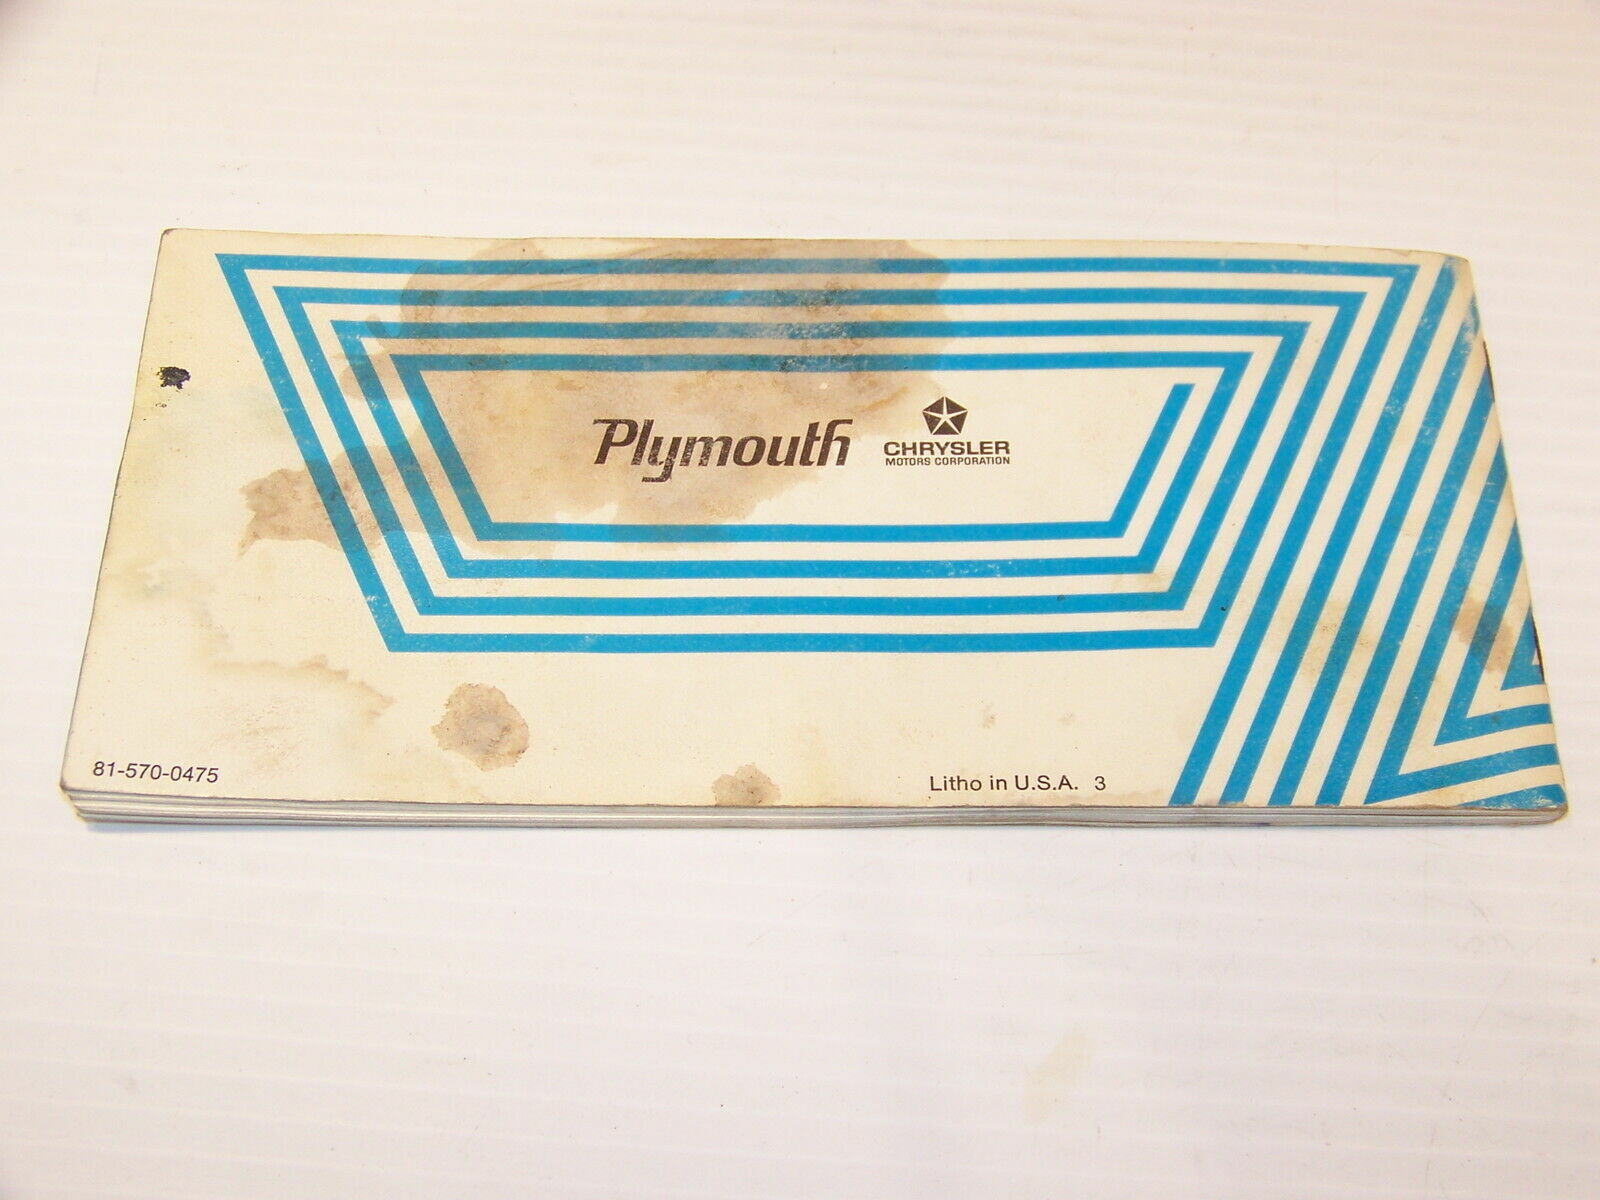 Plymouth
CHRYSLER
MOTORS CORPORATION
81-570-0475
Litho in U.S.A. 3